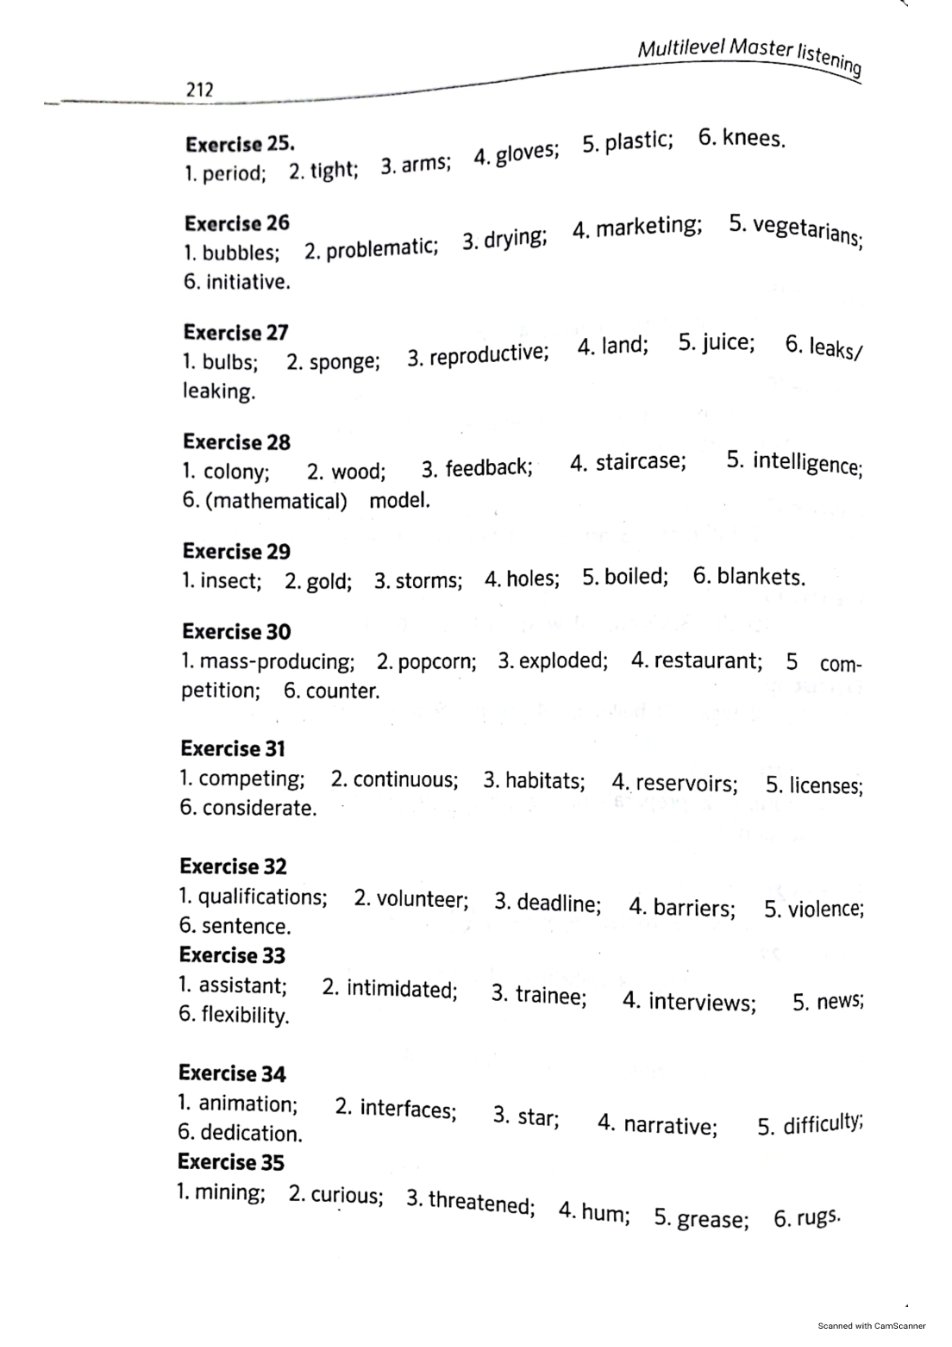 Multilevel Master listening
212
Exercise 25.
1. period; 2. tight; 3. arms; 4. gloves; 5. plastic; 6. knees.
Exercise 26
1. bubbles; 2. problematic; 3. drying; 4. marketing; 5. vegetarians;
6. initiative.
Exercise 27
1. bulbs; 2. sponge; 3. reproductive; 4. land; 5. juice; 6. leaks/
leaking.
Exercise 28
1. colony; 2. wood; 3. feedback; 4. staircase; 5. intelligence;
6. (mathematical) model.
Exercise 29
1. insect; 2. gold; 3. storms; 4. holes; 5. boiled; 6. blankets.
Exercise 30
1. mass-producing; 2. popcorn; 3. exploded; 4. restaurant; 5 com-
petition; 6. counter.
Exercise 31
1. competing; 2. continuous; 3. habitats; 4. reservoirs; 5. licenses;
6. considerate.
Exercise 32
1. qualifications; 2. volunteer; 3. deadline; 4. barriers; 5. violence;
6. sentence.
Exercise 33
1. assistant; 2. intimidated; 3. trainee; 4. interviews; 5. news;
6. flexibility.
Exercise 34
1. animation; 2. interfaces; 3. star; 4. narrative; 5. difficulty;
6. dedication.
Exercise 35
1. mining; 2. curious; 3. threatened; 4. hum; 5. grease; 6. rugs.
Scanned with CamScanner